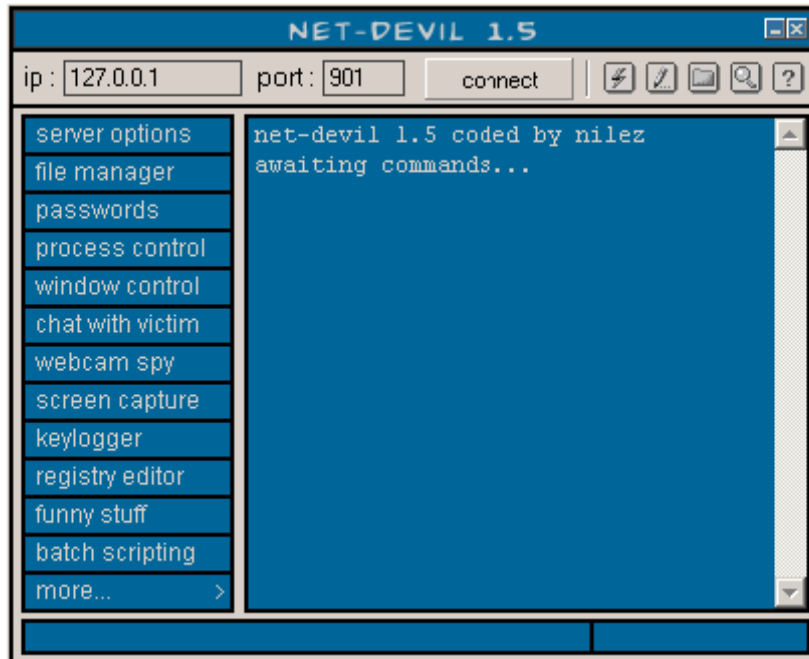 NET-DEVIL 1.5
ip : 127.0.0.1 port : 901 connect ?
server options
file manager
passwords
process control
window control
chat with victim
webcam spy
screen capture
keylogger
registry editor
funny stuff
batch scripting
more... >
net-devil 1.5 coded by nilez
awaiting commands...